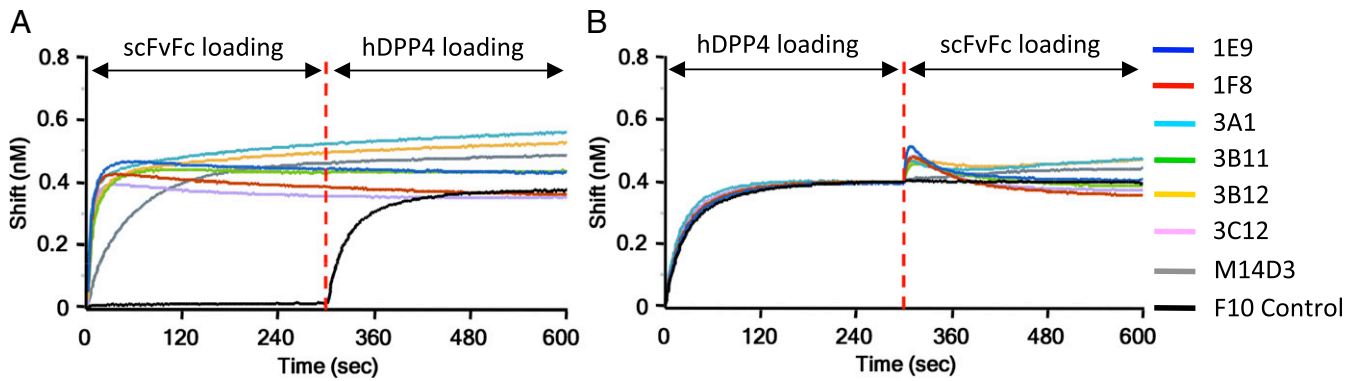 A
scFvFc loading
hDPP4 loading
Shift (nM)
0.8
0.6
0.4
0.2
0
0
120
240
360
480
600
Time (sec)
B
hDPP4 loading
scFvFc loading
Shift (nM)
0.8
0.6
0.4
0.2
0
0
120
240
360
480
600
Time (sec)
1E9
1F8
3A1
3B11
3B12
3C12
M14D3
F10 Control